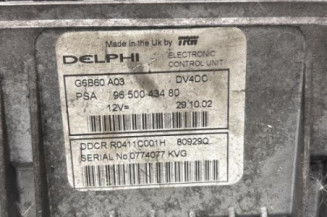 Made in the UK by TRW
DELPHI
ELECTRONIC
CONTROL UNIT
G6B60 A03 DV4DC
PSA 96 500 434 80
12V= 29.10.02
DDCR R0411C001H 80929Q
SERIAL No 0774077 KVG